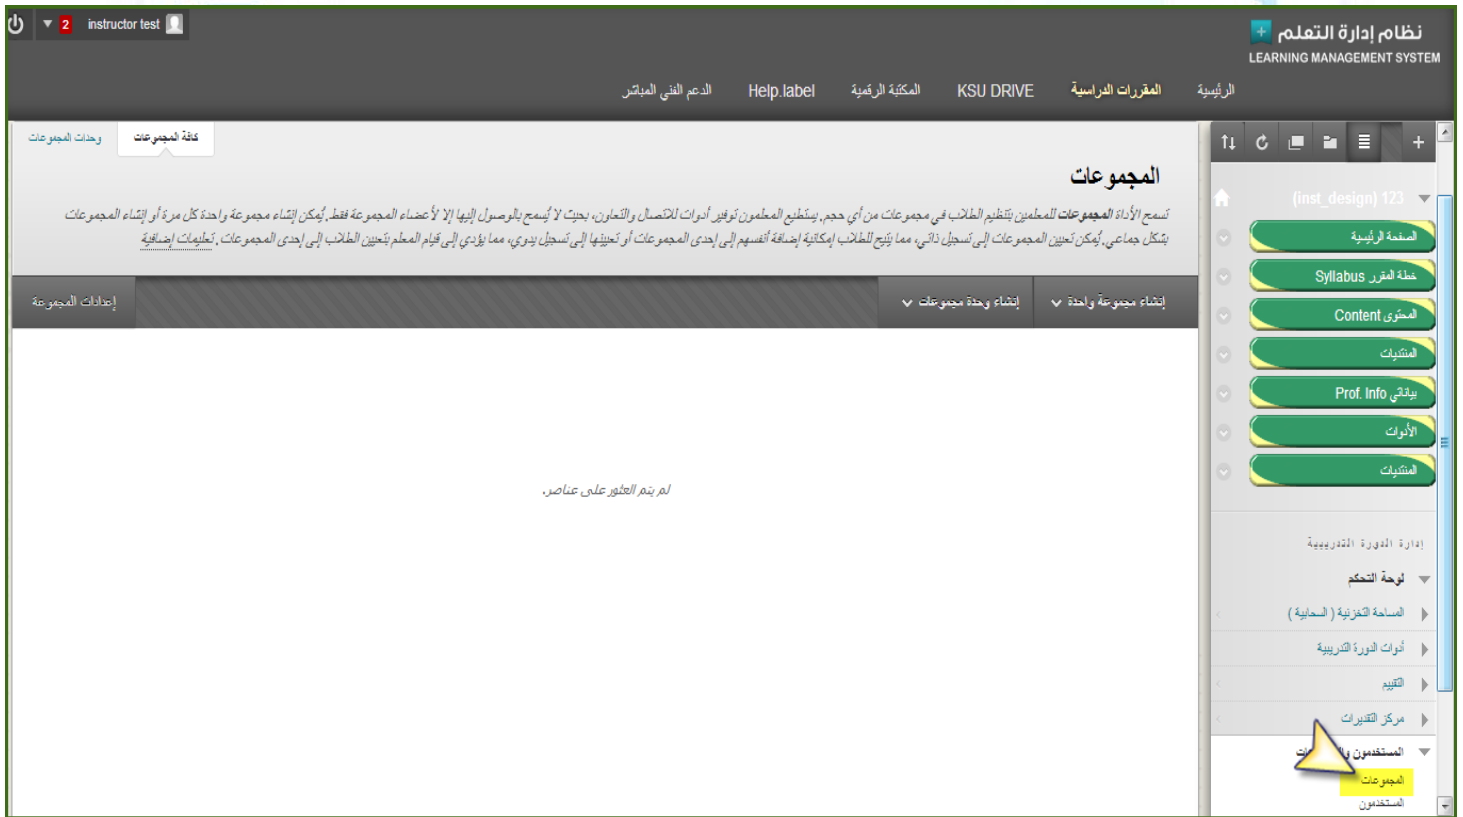 نظام إدارة التعلم
LEARNING MANAGEMENT SYSTEM
instructor test
2
الرئيسية
المقررات الدراسية
KSU DRIVE
المكتبة الرقمية
Help.label
الدعم الفني المباشر
كافة المجموعات
وحدات المجموعات
المجموعات
تسمح الأداة المجموعات للمعلمين بتنظيم الطلاب في مجموعات من أي حجم. يستطيع المعلمون توفير أدوات للاتصال والتعاون، بحيث لا يُسمح بالوصول إليها إلا لأعضاء المجموعة فقط. يُمكن إنشاء مجموعة واحدة كل مرة أو إنشاء المجموعات
بشكل جماعي. يُمكن تعيين المجموعات إلى تسجيل ذاتي، مما يتيح للطلاب إمكانية إضافة أنفسهم إلى إحدى المجموعات أو تعيينها إلى تسجيل يدوي، مما يؤدي إلى قيام المعلم بتعيين الطلاب إلى إحدى المجموعات. تعليمات إضافية
إنشاء مجموعة واحدة
إنشاء وحدة مجموعات
إعدادات المجموعة
لم يتم العثور على عناصر.
(inst_design) 123
الصفحة الرئيسية
خطة المقرر Syllabus
المحتوى Content
المنتديات
بياناتي Prof. Info
الأدوات
المنتديات
إدارة الدورة التدريبية
لوحة التحكم
المساحة التخزنية ( السحابية )
أدوات الدورة التدريبية
التقييم
مركز التقديرات
المستخدمون
المجموعات
المستخدمون